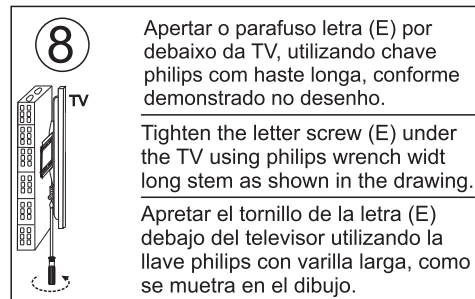 8
TV
Apertar o parafuso letra (E) por
debaixo da TV, utilizando chave
philips com haste longa, conforme
demonstrado no desenho.
Tighten the letter screw (E) under
the TV using philips wrench widt
long stem as shown in the drawing.
Apretar el tornillo de la letra (E)
debajo del televisor utilizando la
llave philips con varilla larga, como
se muetra en el dibujo.